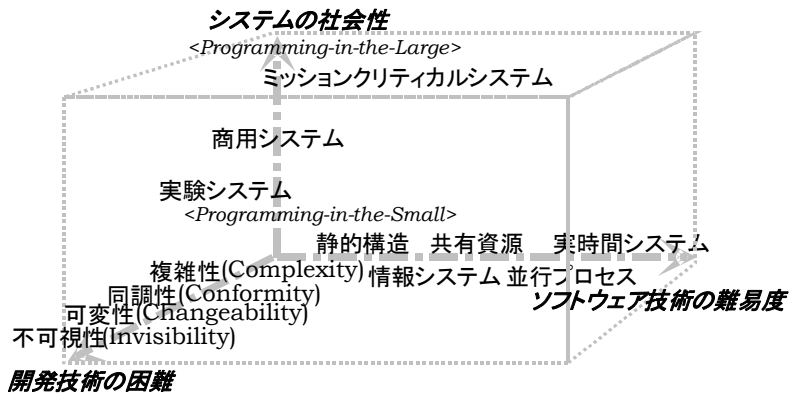 システムの社会性
<Programming-in-the-Large>
ミッションクリティカルシステム
商用システム
実験システム
<Programming-in-the-Small>
静的構造 共有資源 実時間システム
複雑性(Complexity) 情報システム 並行プロセス
同調性(Conformity) ソフトウェア技術の難易度
可変性(Changeability)
不可視性(Invisibility)
開発技術の困難